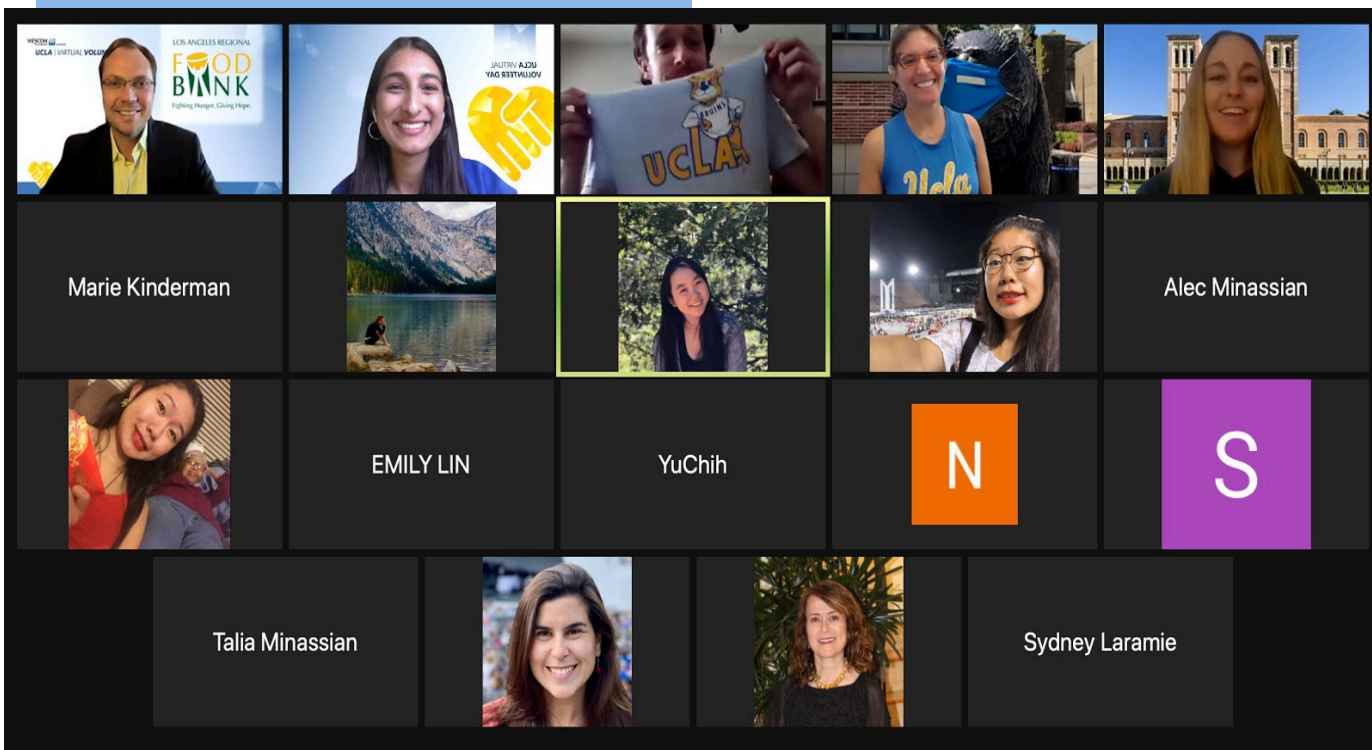 WESCOM
UCLA | VIRTUAL VOLUN
LOS ANGELES REGIONAL
FOOD
BANK
Fighting Hunger. Giving Hope.
UCLA VIRTUAL
VOLUNTEER DAY
BRUINS
UCLA
Ucla
Marie Kinderman
Alec Minassian
EMILY LIN
YuChih
N
S
Talia Minassian
Sydney Laramie